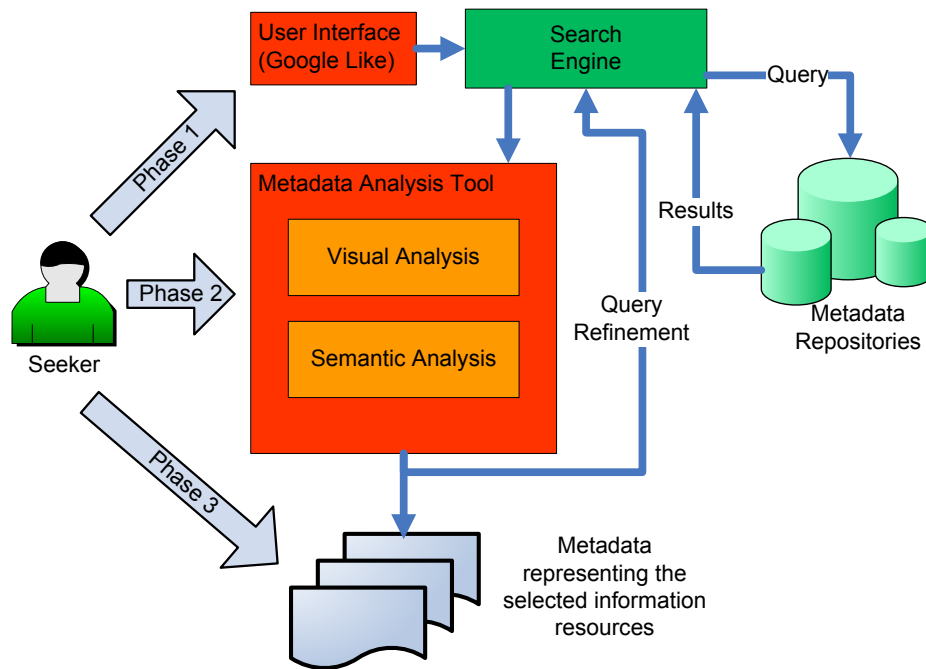 User Interface
(Google Like)
Search
Engine
Query
Phase 1
Metadata Analysis Tool
Results
Visual Analysis
Phase 2
Query
Refinement
Metadata
Repositories
Semantic Analysis
Seeker
Phase 3
Metadata
representing the
selected information
resources